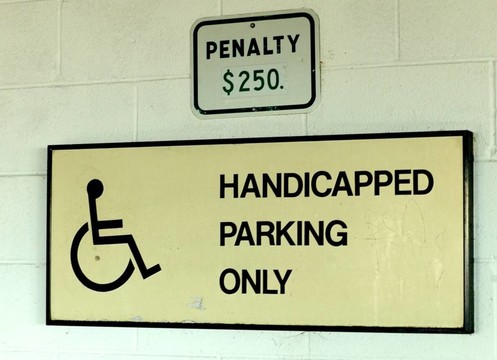 PENALTY
$250.
HANDICAPPED
PARKING
ONLY